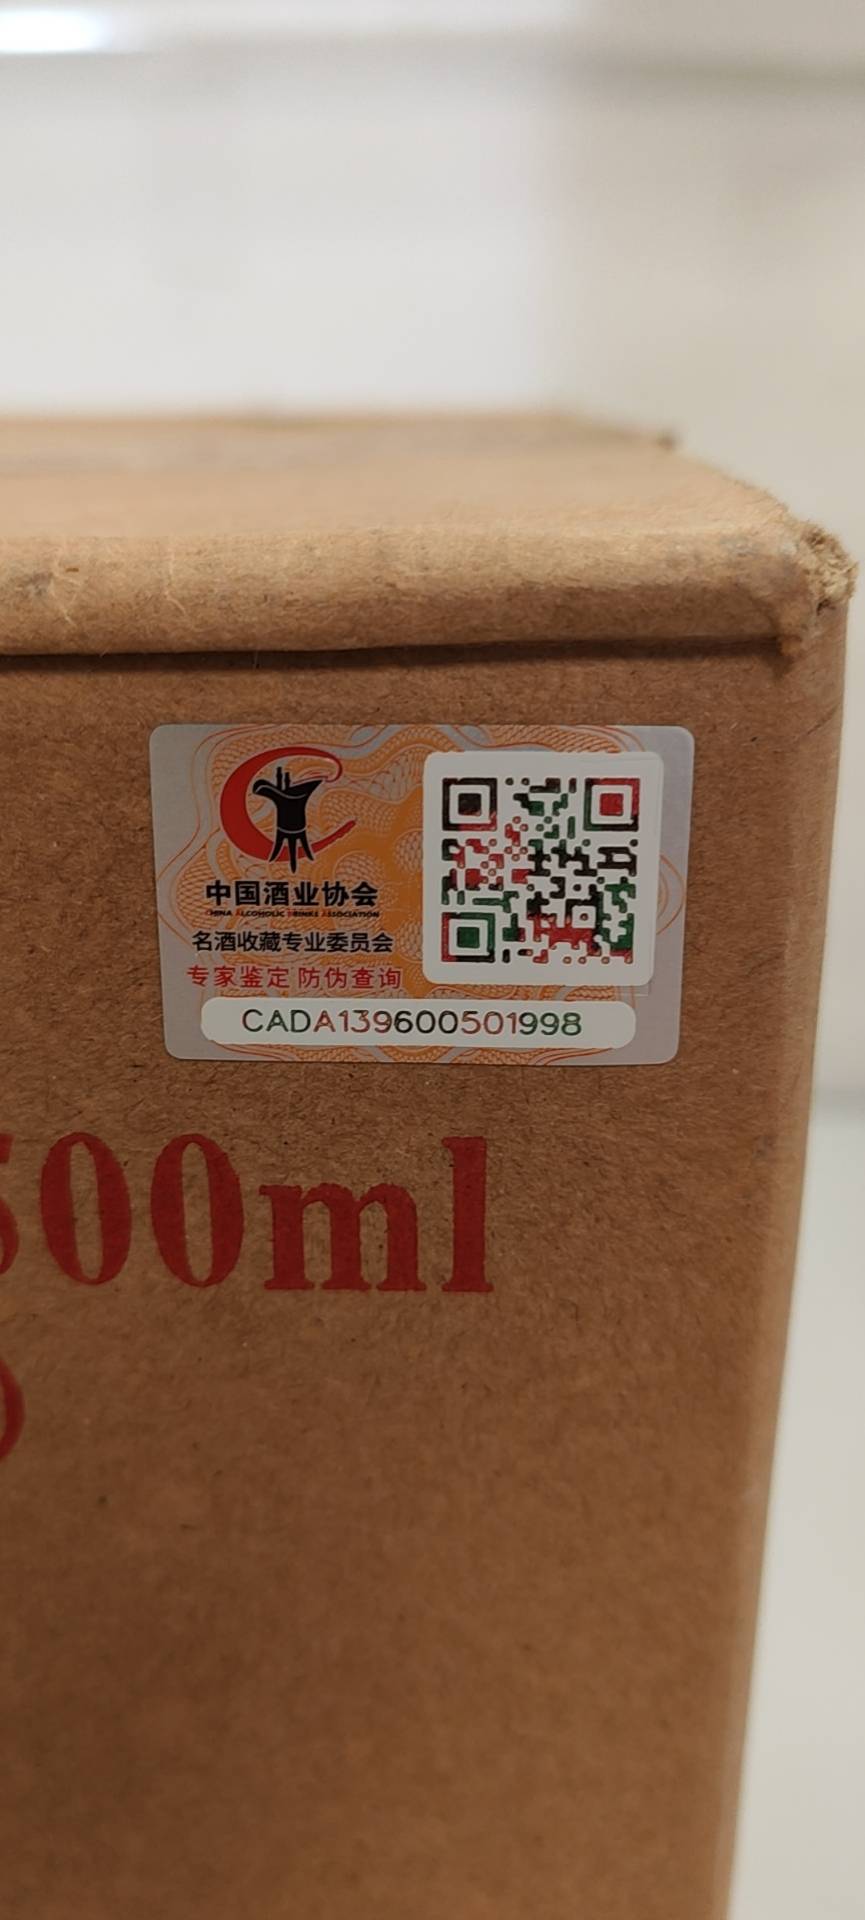 中国酒业协会
CHINA ALCOHOLIC DRINKS ASSOCIATION
名酒收藏专业委员会
专家鉴定 防伪查询
CADA139600501998
500ml
)